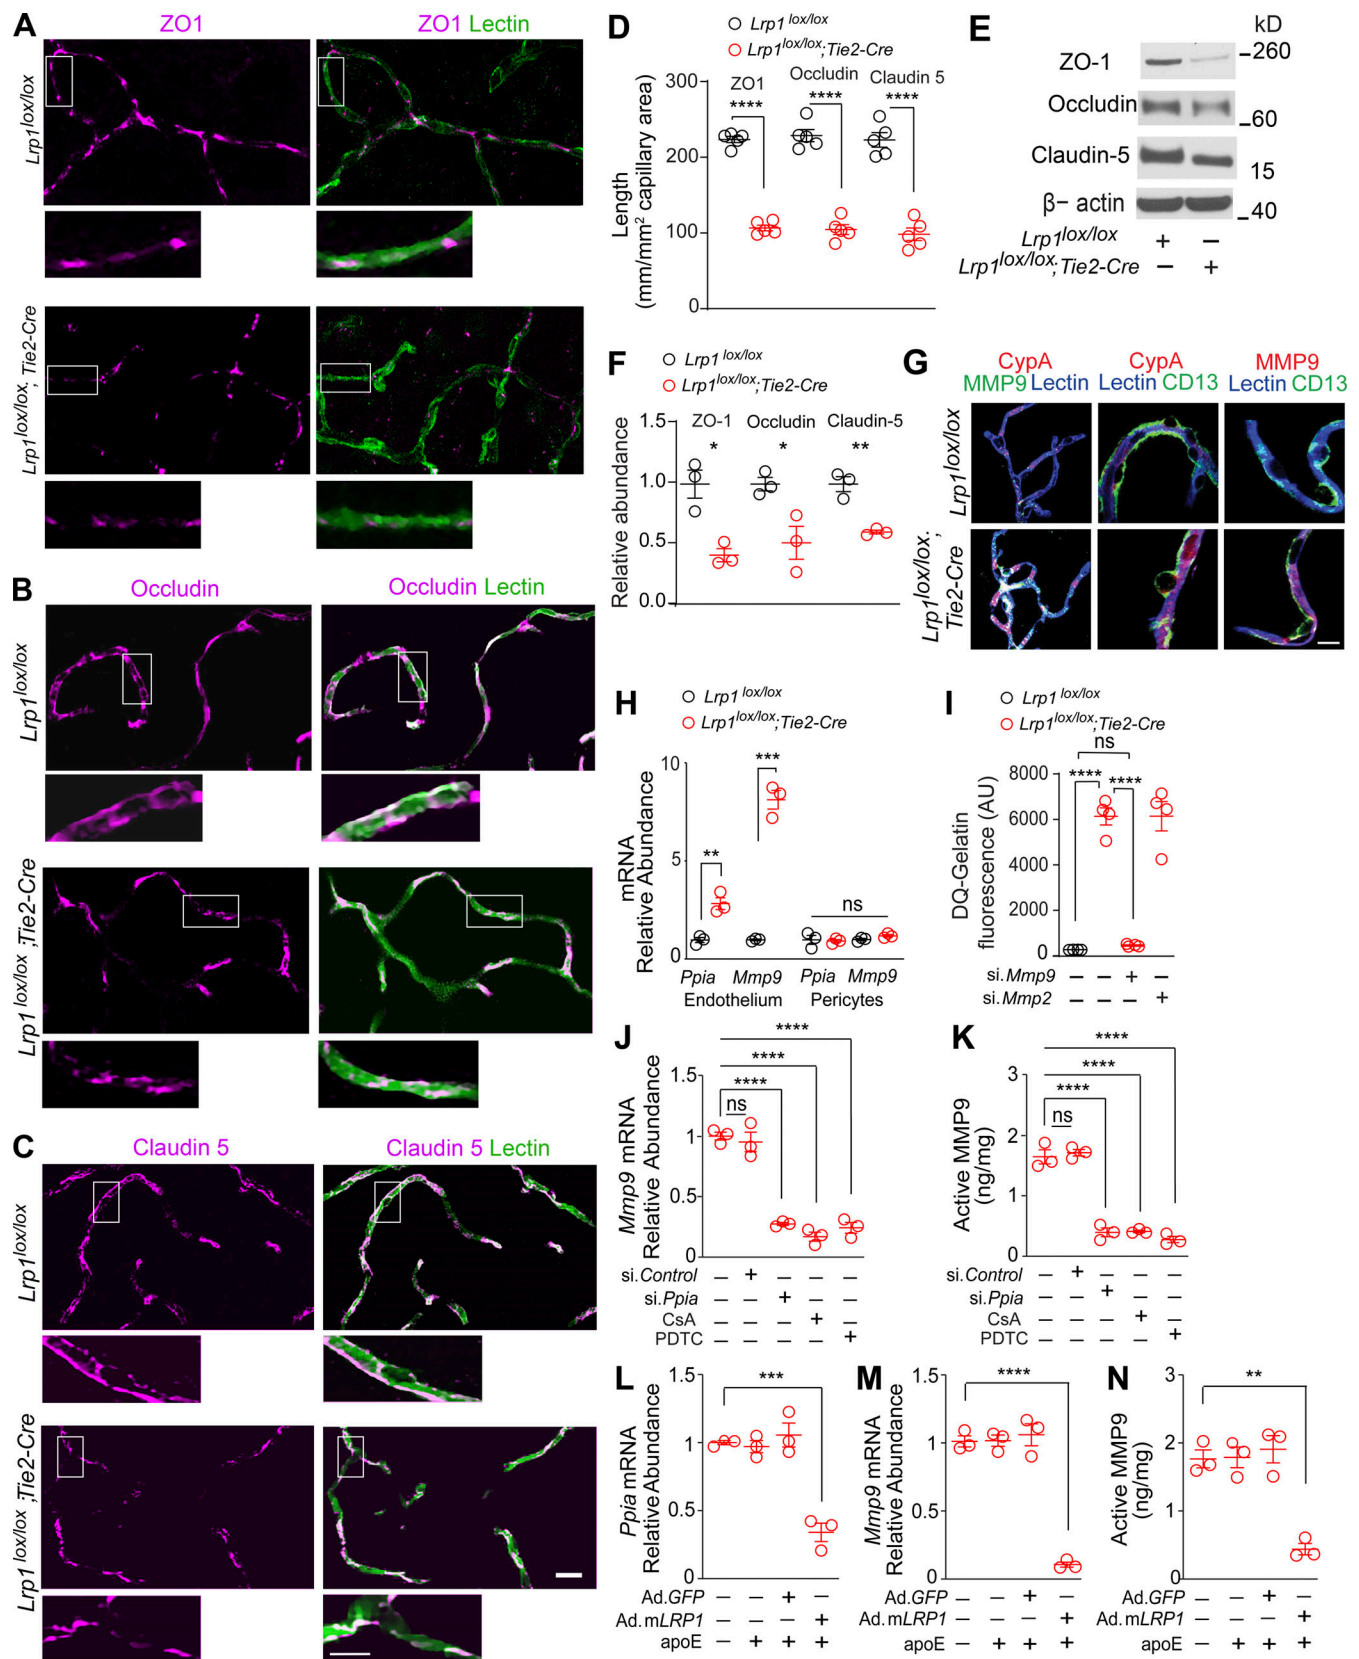 A
ZO1
ZO1 Lectin
Lrp1lox/lox
Lrp1lox/lox; Tie2-Cre
B
Occludin
Occludin Lectin
Lrp1lox/lox
Lrp1lox/lox;Tie2-Cre
C
Claudin 5
Claudin 5 Lectin
Lrp1lox/lox
Lrp1lox/lox;Tie2-Cre
D
Lrp1lox/lox
Lrp1lox/lox;Tie2-Cre
Length
(mm/mm² capillary area)
300
200
100
0
ZO1
Occludin
Claudin 5
**** **** ****
E
kD
ZO-1
–260
Occludin
–60
Claudin-5
15
β– actin
–40
Lrp1lox/lox + –
Lrp1lox/lox;Tie2-Cre – +
F
Lrp1lox/lox
Lrp1lox/lox;Tie2-Cre
Relative abundance
1.5
1.0
0.5
0.0
ZO-1 Occludin Claudin-5
* * **
G
CypA
MMP9 Lectin
CypA
Lectin CD13
MMP9
Lectin CD13
Lrp1lox/lox
Lrp1lox/lox;
Tie2-Cre
H
Lrp1lox/lox
Lrp1lox/lox;Tie2-Cre
mRNA
Relative Abundance
10
5
0
**
***
ns
Ppia Mmp9 Ppia Mmp9
Endothelium Pericytes
I
Lrp1lox/lox
Lrp1lox/lox;Tie2-Cre
DQ-Gelatin
fluorescence (AU)
8000
6000
4000
2000
0
ns
**** ****
si.Mmp9 – – + –
si.Mmp2 – – – +
J
Mmp9 mRNA
Relative Abundance
1.5
1
0.5
0
****
****
****
ns
si.Control – + – – –
si.Ppia – – + – –
CsA – – – + –
PDTC – – – – +
K
Active MMP9
(ng/mg)
3
2
1
0
****
****
****
ns
si.Control – + – – –
si.Ppia – – + – –
CsA – – – + –
PDTC – – – – +
L
Ppia mRNA
Relative Abundance
1.5
1
0.5
0
***
Ad.GFP – – + –
Ad.mLRP1 – – – +
apoE – + + +
M
Mmp9 mRNA
Relative Abundance
1.5
1
0.5
0
****
Ad.GFP – – + –
Ad.mLRP1 – – – +
apoE – + + +
N
Active MMP9
(ng/mg)
3
2
1
0
**
Ad.GFP – – + –
Ad.mLRP1 – – – +
apoE – + + +